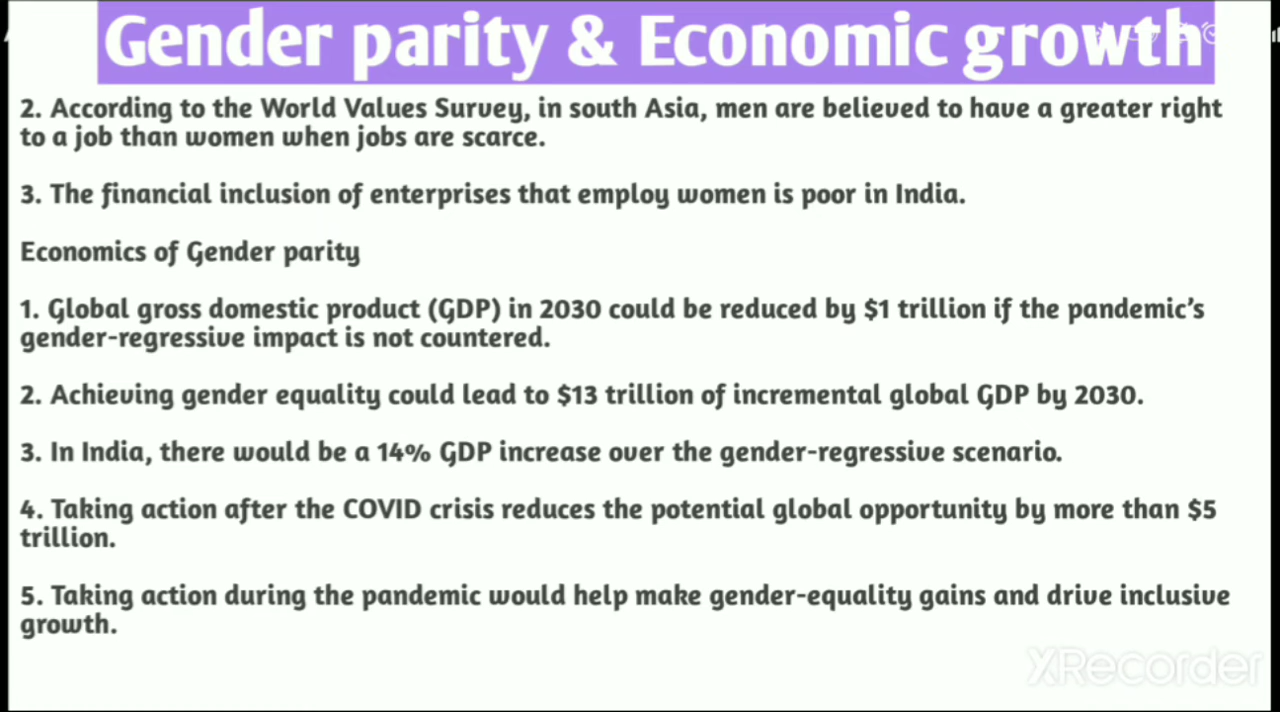 Gender parity & Economic growth
2. According to the World Values Survey, in south Asia, men are believed to have a greater right
to a job than women when jobs are scarce.
3. The financial inclusion of enterprises that employ women is poor in India.
Economics of Gender parity
1. Global gross domestic product (GDP) in 2030 could be reduced by $1 trillion if the pandemic’s
gender-regressive impact is not countered.
2. Achieving gender equality could lead to $13 trillion of incremental global GDP by 2030.
3. In India, there would be a 14% GDP increase over the gender-regressive scenario.
4. Taking action after the COVID crisis reduces the potential global opportunity by more than $5
trillion.
5. Taking action during the pandemic would help make gender-equality gains and drive inclusive
growth.
XRecorder